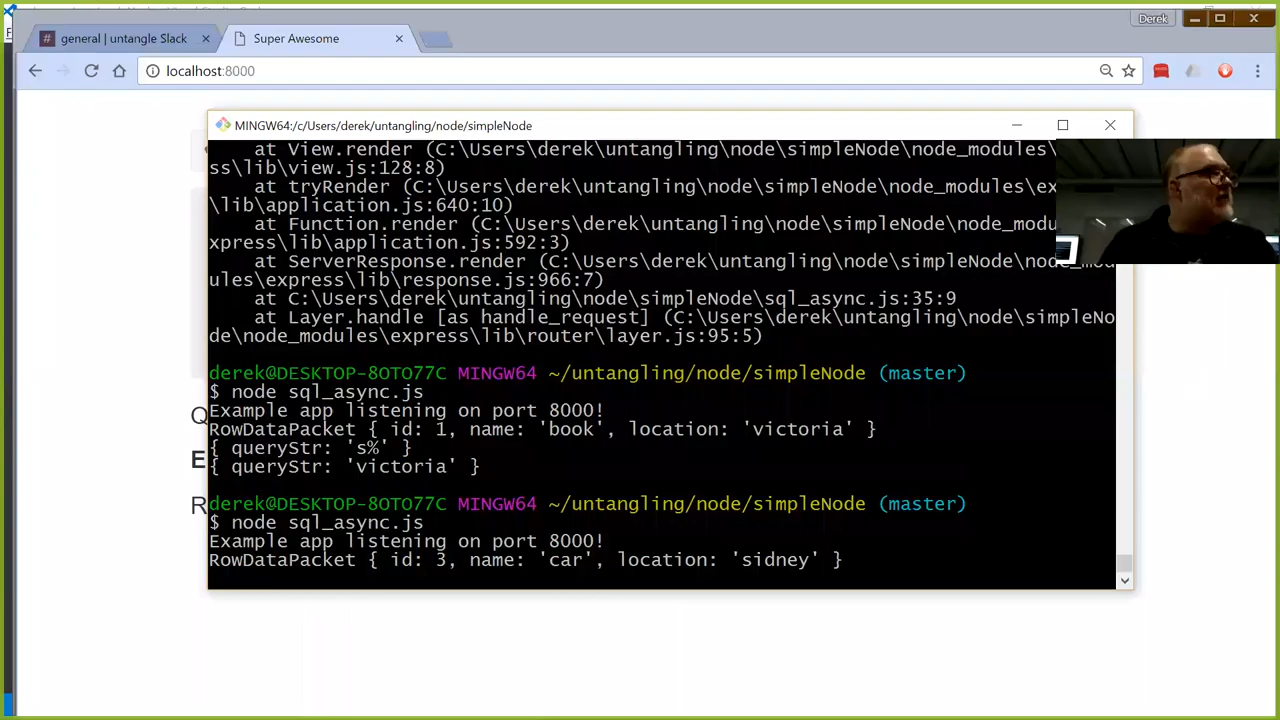 Derek
general | untangle Slack
Super Awesome
localhost:8000
MINGW64:/c/Users/derek/untangling/node/simpleNode
at View.render (C:\Users\derek\untangling\node\simpleNode\node_modules\
ss\lib\view.js:128:8)
at tryRender (C:\Users\derek\untangling\node\simpleNode\node_modules\ex
\lib\application.js:640:10)
at Function.render (C:\Users\derek\untangling\node\simpleNode\node_modu
xpress\lib\application.js:592:3)
at ServerResponse.render (C:\Users\derek\untangling\node\simpleNode\node_mod
ules\express\lib\response.js:966:7)
at C:\Users\derek\untangling\node\simpleNode\sql_async.js:35:9
at Layer.handle [as handle_request] (C:\Users\derek\untangling\node\simpleNo
de\node_modules\express\lib\router\layer.js:95:5)
derek@DESKTOP-8OTO77C MINGW64 ~/untangling/node/simpleNode (master)
$ node sql_async.js
Example app listening on port 8000!
RowDataPacket { id: 1, name: 'book', location: 'victoria' }
{ queryStr: 's%' }
{ queryStr: 'victoria' }
derek@DESKTOP-8OTO77C MINGW64 ~/untangling/node/simpleNode (master)
$ node sql_async.js
Example app listening on port 8000!
RowDataPacket { id: 3, name: 'car', location: 'sidney' }
Q
E
R